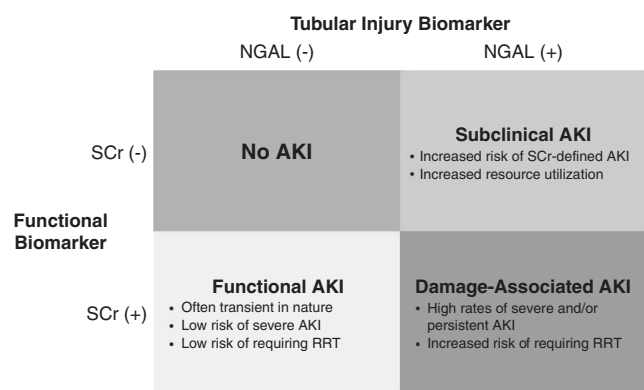 Tubular Injury Biomarker
NGAL (-)
NGAL (+)
SCr (-)
No AKI
Subclinical AKI
• Increased risk of SCr-defined AKI
• Increased resource utilization
Functional
Biomarker
SCr (+)
Functional AKI
• Often transient in nature
• Low risk of severe AKI
• Low risk of requiring RRT
Damage-Associated AKI
• High rates of severe and/or
persistent AKI
• Increased risk of requiring RRT